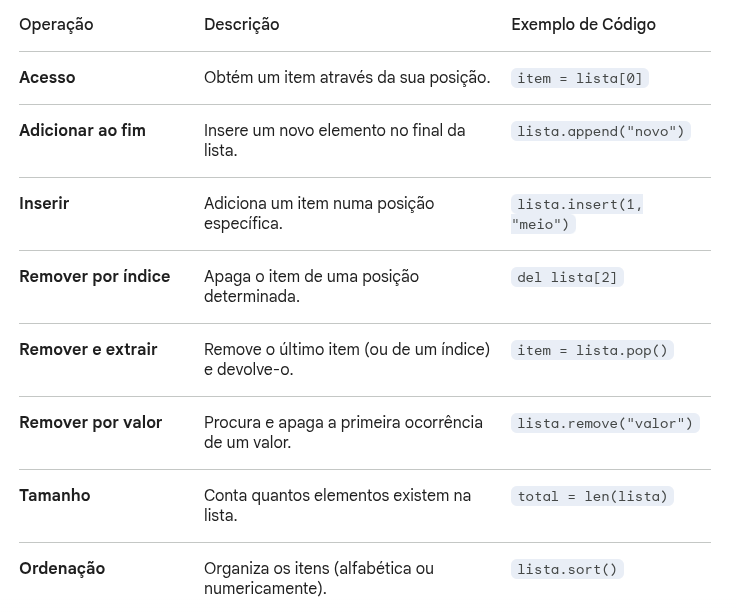 Operação Descrição Exemplo de Código
Acesso Obtém um item através da sua posição. item = lista[0]
Adicionar ao fim Insere um novo elemento no final da lista.append("novo")
lista.
Inserir Adiciona um item numa posição lista.insert(1,
específica. "meio")
Remover por índice Apaga o item de uma posição del lista[2]
determinada.
Remover e extrair Remove o último item (ou de um índice) item = lista.pop()
e devolve-o.
Remover por valor Procura e apaga a primeira ocorrência lista.remove("valor")
de um valor.
Tamanho Conta quantos elementos existem na total = len(lista)
lista.
Ordenação Organiza os itens (alfabética ou lista.sort()
numericamente).